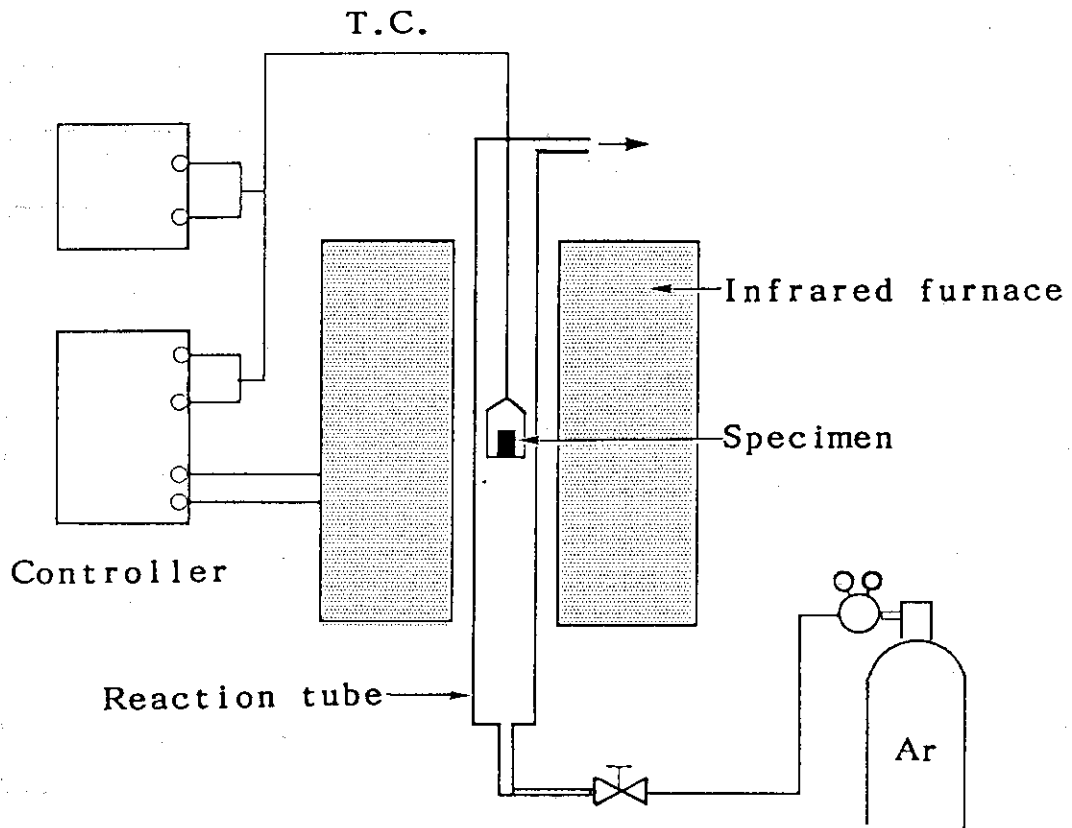 T.C.
Infrared furnace
Specimen
Controller
Reaction tube
Ar